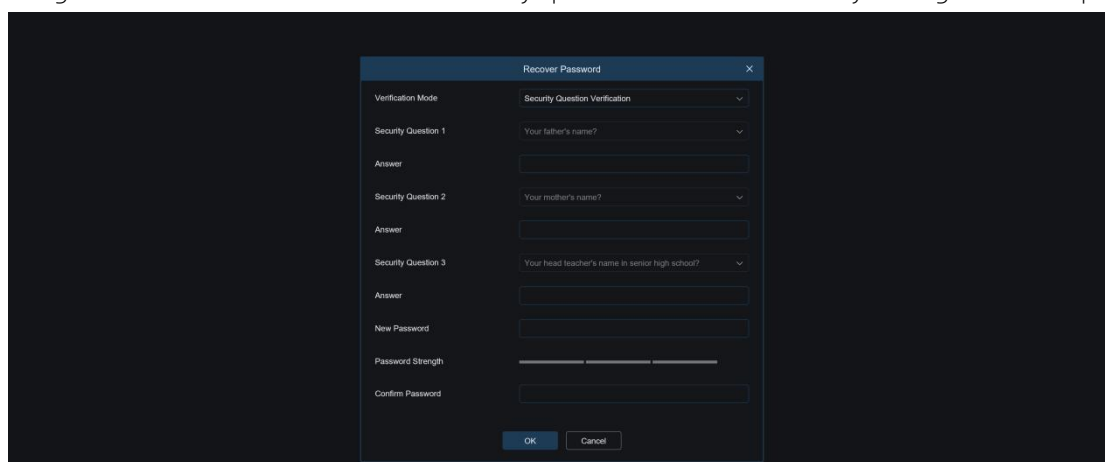 Recover Password
Verification Mode Security Question Verification
Security Question 1 Your father's name?
Answer
Security Question 2 Your mother's name?
Answer
Security Question 3 Your head teacher's name in senior high school?
Answer
New Password
Password Strength
Confirm Password
OK Cancel